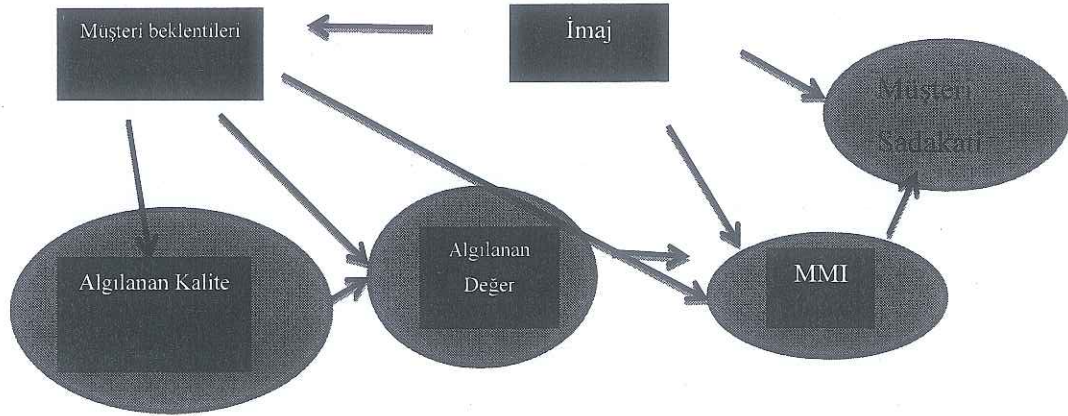 Müşteri beklentileri
İmaj
Müşteri
Sadakati
Algılanan Kalite
Algılanan
Değer
MMI